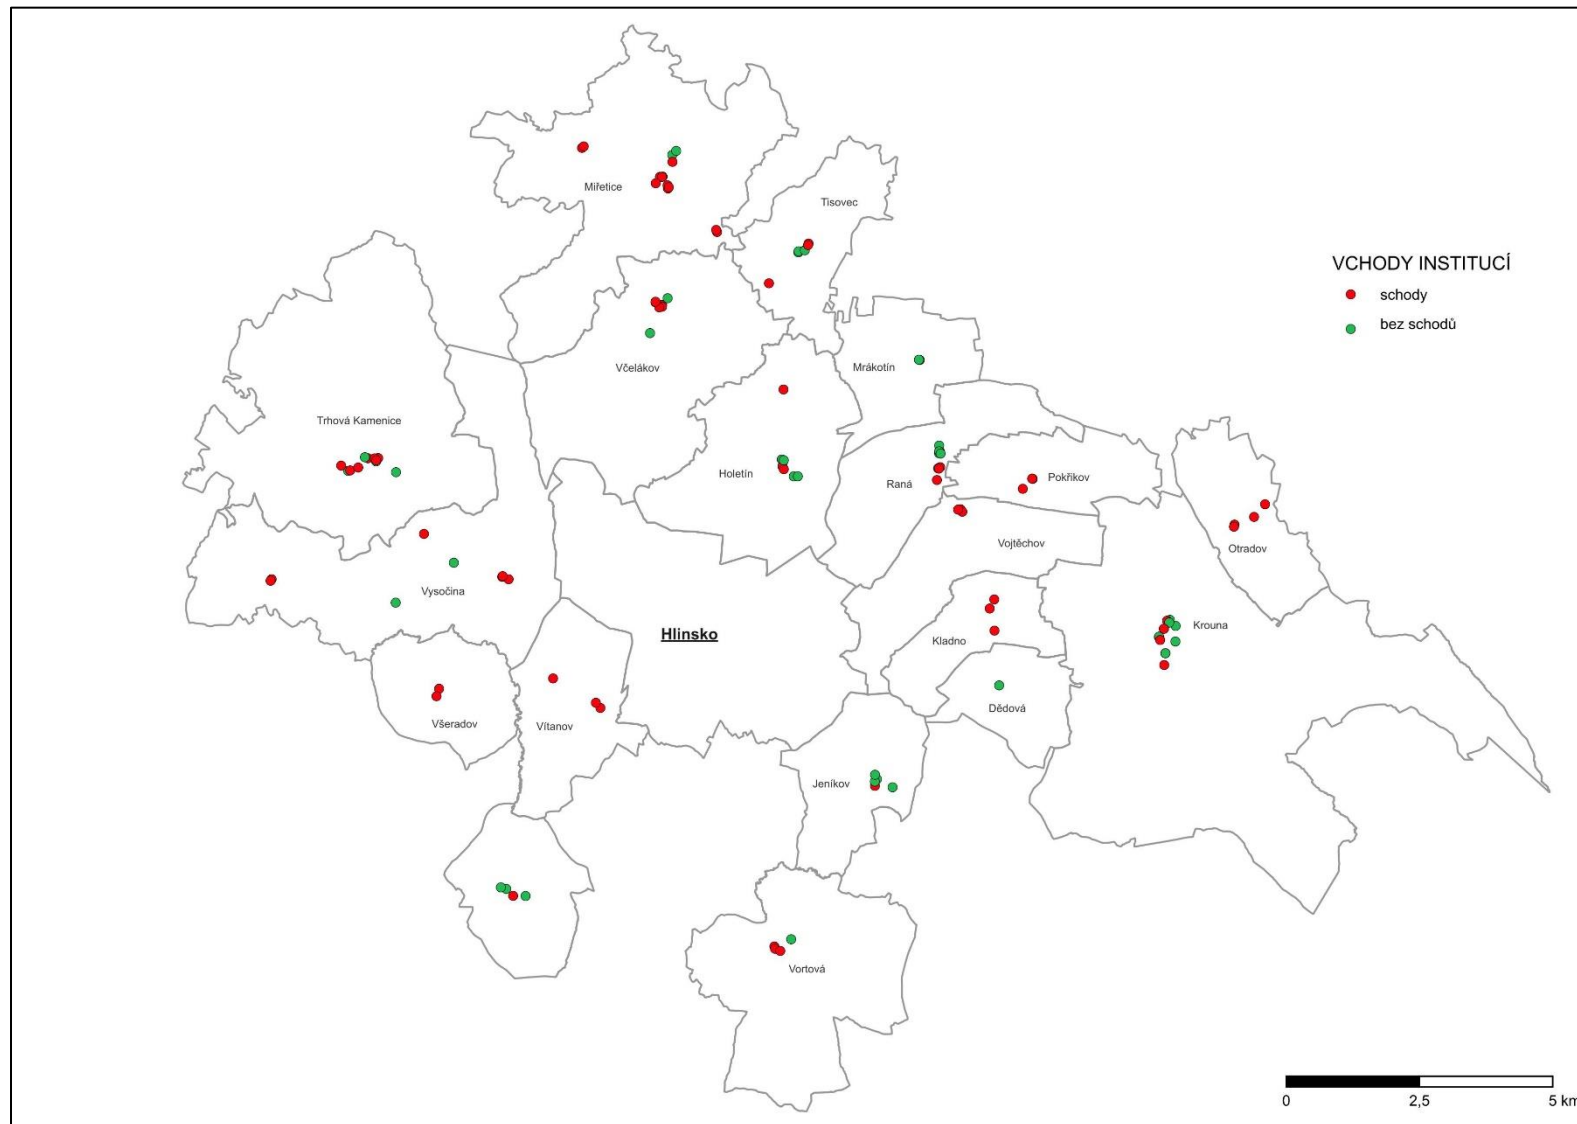 Miřetice
Tisovec
VCHODY INSTITUCÍ
schody
bez schodů
Včelákov
Mrákotín
Trhová Kamenice
Holetín
Raná
Pokřikov
Vojtěchov
Otradov
Vysočina
Hlinsko
Kladno
Krouna
Všeradov
Vítanov
Dědová
Jeníkov
Vortová
0 2,5 5 km